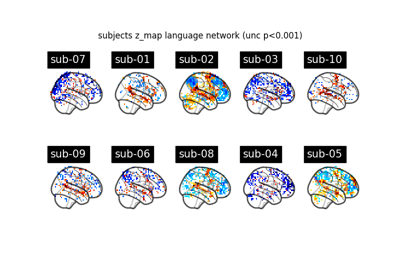 subjects z_map language network (unc p<0.001)
sub-07 sub-01 sub-02 sub-03 sub-10
sub-09 sub-06 sub-08 sub-04 sub-05